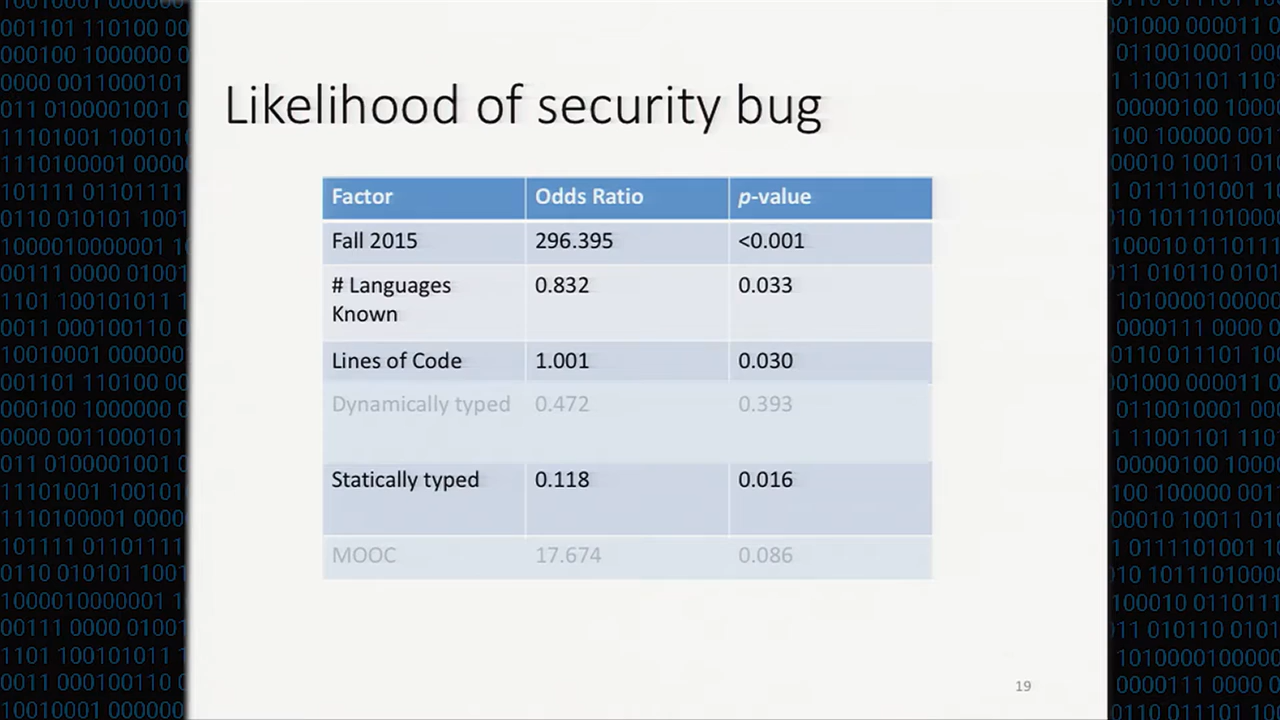 Likelihood of security bug
Factor Odds Ratio p-value
Fall 2015 296.395 <0.001
# Languages 0.832 0.033
Known
Lines of Code 1.001 0.030
Dynamically typed 0.472 0.393
Statically typed 0.118 0.016
MOOC 17.674 0.086
19